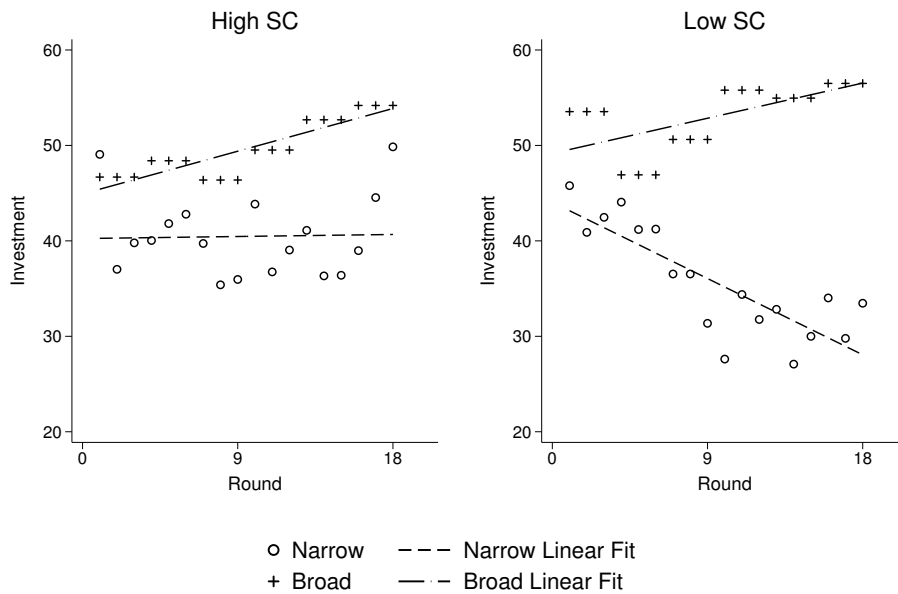 High SC
60
50
40
30
20
Investment
0
9
18
Round
Low SC
60
50
40
30
20
Investment
0
9
18
Round
Narrow
Narrow Linear Fit
Broad
Broad Linear Fit